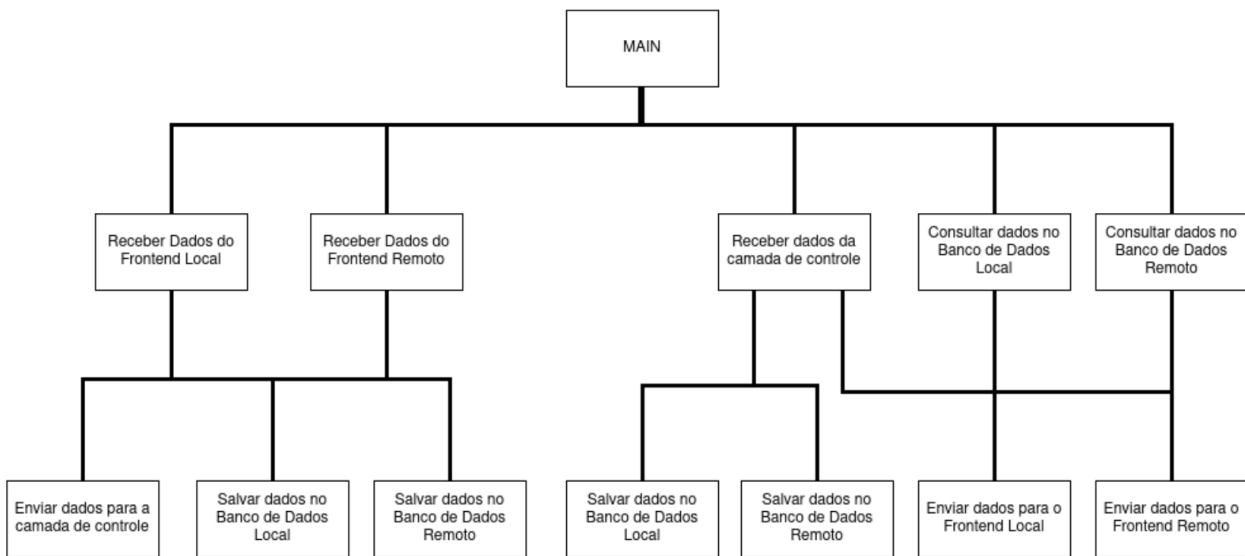 MAIN
Receber Dados do
Frontend Local
Receber Dados do
Frontend Remoto
Receber dados da
camada de controle
Consultar dados no
Banco de Dados
Local
Consultar dados no
Banco de Dados
Remoto
Enviar dados para a
camada de controle
Salvar dados no
Banco de Dados
Local
Salvar dados no
Banco de Dados
Remoto
Salvar dados no
Banco de Dados
Local
Salvar dados no
Banco de Dados
Remoto
Enviar dados para o
Frontend Local
Enviar dados para o
Frontend Remoto